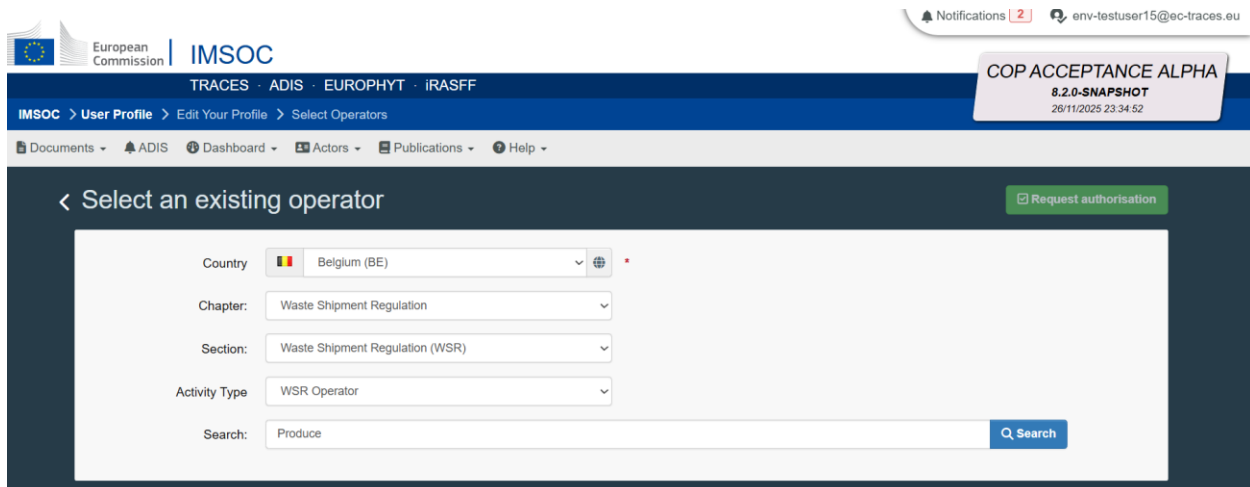 Notifications 2 env-testuser15@ec-traces.eu
European
Commission
IMSOC
COP ACCEPTANCE ALPHA
8.2.0-SNAPSHOT
26/11/2025 23:34:52
TRACES · ADIS · EUROPHYT · iRASFF
IMSOC > User Profile > Edit Your Profile > Select Operators
Documents ADIS Dashboard Actors Publications Help
Select an existing operator
Request authorisation
Country Belgium (BE) *
Chapter: Waste Shipment Regulation
Section: Waste Shipment Regulation (WSR)
Activity Type WSR Operator
Search: Produce Search